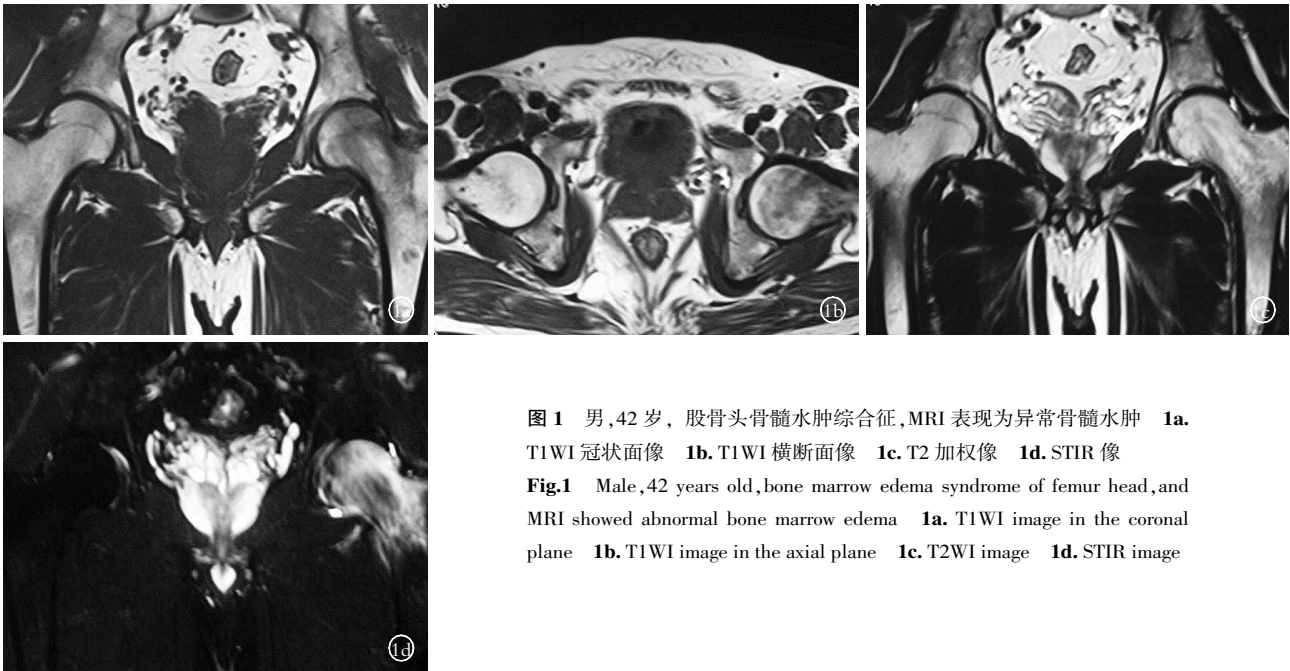 1a
1b
1c
1d
图 1 男,42 岁, 股骨头骨髓水肿综合征,MRI 表现为异常骨髓水肿 1a.
T1WI 冠状面像 1b. T1WI 横断面像 1c. T2 加权像 1d. STIR 像
Fig.1 Male,42 years old,bone marrow edema syndrome of femur head,and
MRI showed abnormal bone marrow edema 1a. T1WI image in the coronal
plane 1b. T1WI image in the axial plane 1c. T2WI image 1d. STIR image